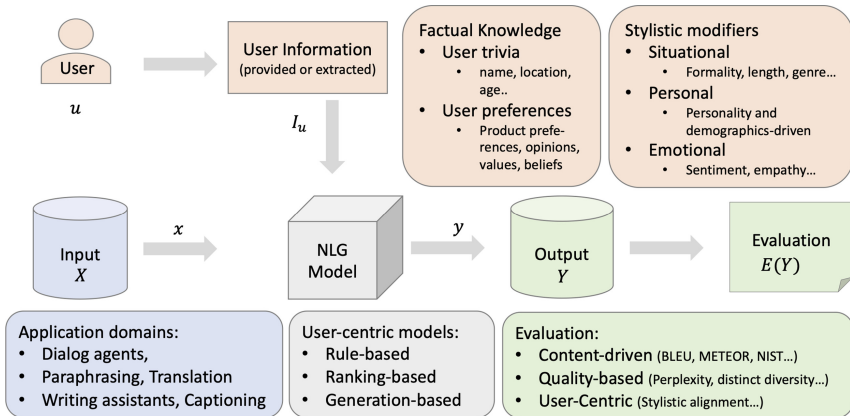 User
u
User Information
(provided or extracted)
I_u
Factual Knowledge
• User trivia
• name, location,
age..
• User preferences
• Product prefe-
rences, opinions,
values, beliefs
Stylistic modifiers
• Situational
• Formality, length, genre…
• Personal
• Personality and
demographics-driven
• Emotional
• Sentiment, empathy…
Input
X
x
NLG
Model
y
Output
Y
Evaluation
E(Y)
Application domains:
• Dialog agents,
• Paraphrasing, Translation
• Writing assistants, Captioning
User-centric models:
• Rule-based
• Ranking-based
• Generation-based
Evaluation:
• Content-driven (BLEU, METEOR, NIST…)
• Quality-based (Perplexity, distinct diversity…)
• User-Centric (Stylistic alignment…)